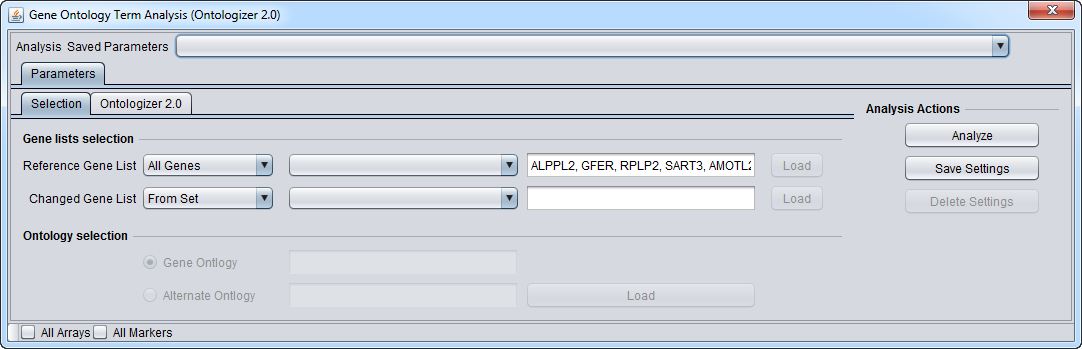 Gene Ontology Term Analysis (Ontologizer 2.0)
Analysis Saved Parameters
Parameters
Selection Ontologizer 2.0
Analysis Actions
Gene lists selection
Analyze
Reference Gene List All Genes ALPPL2, GFER, RPLP2, SART3, AMOTL2 Load
Save Settings
Changed Gene List From Set Load
Delete Settings
Ontology selection
Gene Ontlogy
Alternate Ontlogy Load
All Arrays All Markers